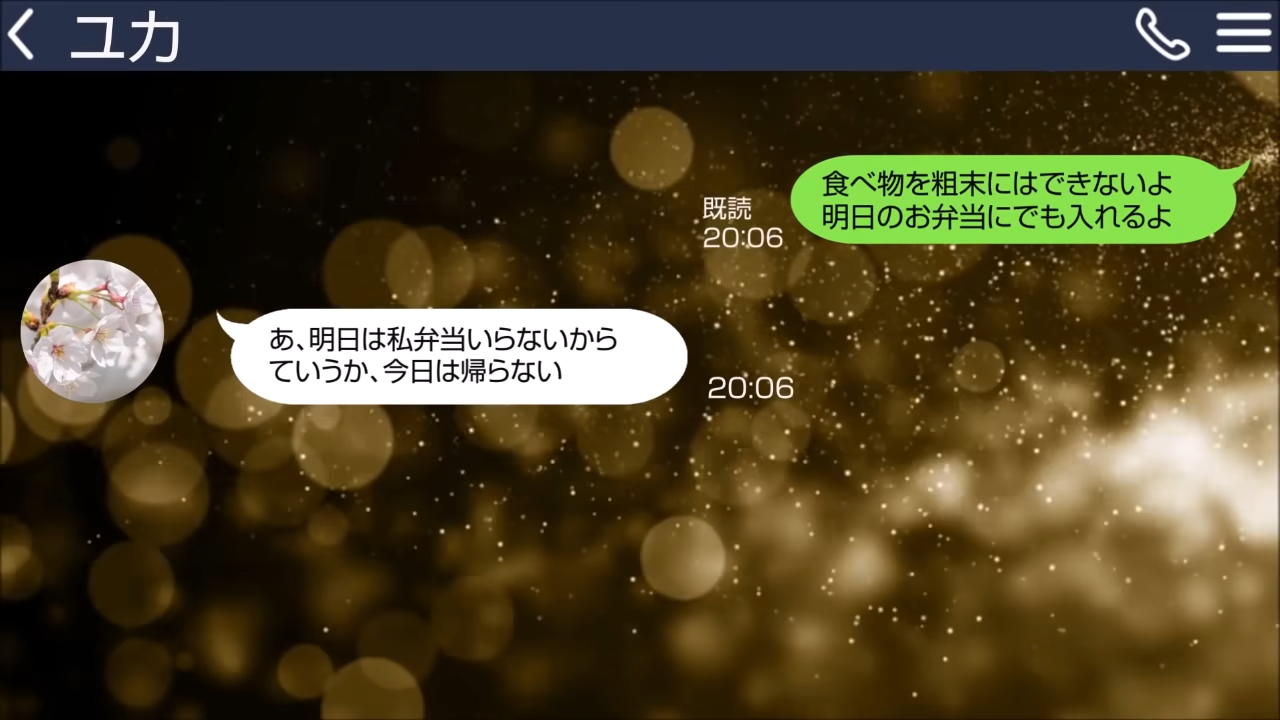 ユカ
食べ物を粗末にはできないよ
明日のお弁当にでも入れるよ
既読
20:06
あ、明日は私弁当いらないから
ていうか、今日は帰らない
20:06